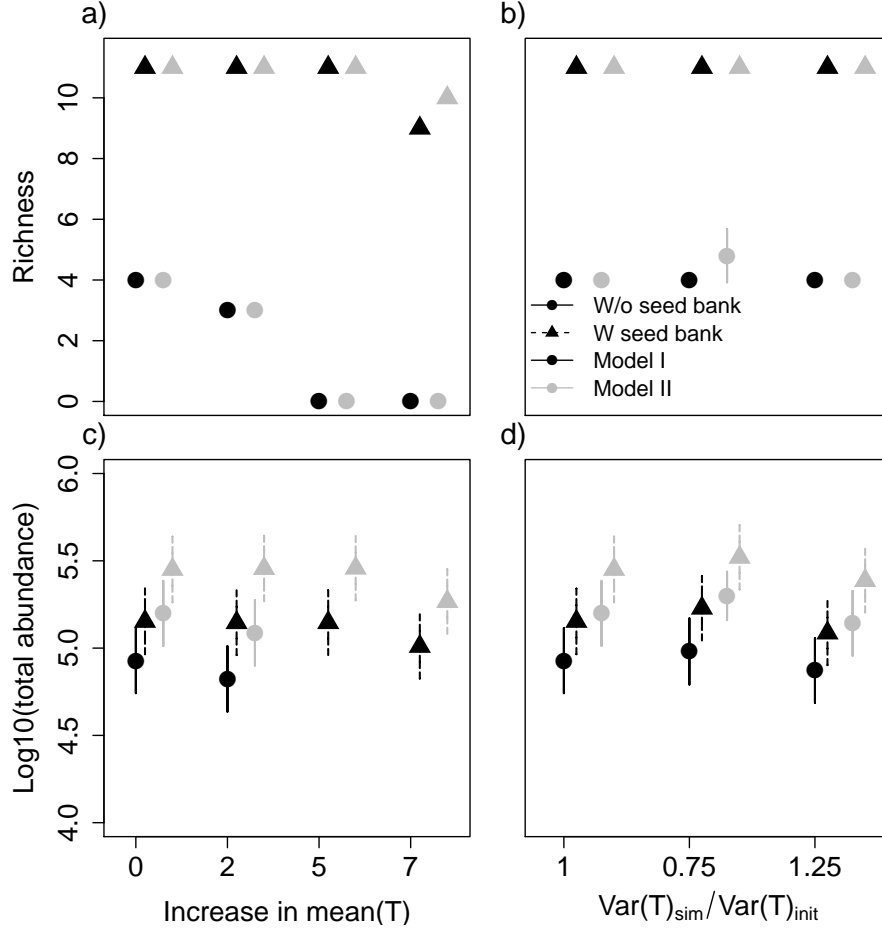 a)
b)
Richness
10
8
6
4
2
0
W/o seed bank
W seed bank
Model I
Model II
c)
d)
Log10(total abundance)
6.0
5.5
5.0
4.5
4.0
0 2 5 7
1 0.75 1.25
Increase in mean(T)
Var(T)sim/Var(T)init